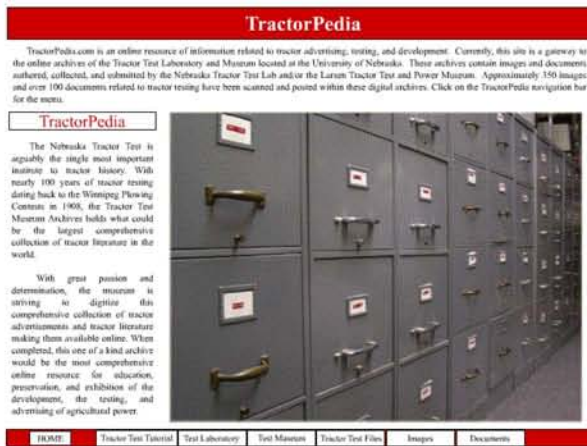 TractorPedia
TractorPedia.com is an online resource of information related to tractor advertising, testing, and development. Currently, this site is a gateway to
the online archives of the Tractor Test Laboratory and Museum located at the University of Nebraska. These archives contain images and documents
authored, collected, and submitted by the Nebraska Tractor Test Lab and/or the Larsen Tractor Test and Power Museum. Approximately 350 images
and over 100 documents related to tractor testing have been scanned and posted within these digital archives. Click on the TractorPedia navigation bar
for the menu.
TractorPedia
The Nebraska Tractor Test is
arguably the single most important
institute to tractor history. With
nearly 100 years of tractor testing
dating back to the Winnipeg Plowing
Contests in 1908, the Tractor Test
Museum Archives holds what could
be the largest comprehensive
collection of tractor literature in the
world.
With great passion and
determination, the museum is
striving to digitize this
comprehensive collection of tractor
advertisements and tractor literature
making them available online. When
completed, this one of a kind archive
would be the most comprehensive
online resource for education,
preservation, and exhibition of the
development, the testing, and
advertising of agricultural power.
HOME Tractor Test Tutorial Test Laboratory Test Museum Tractor Test Files Images Documents